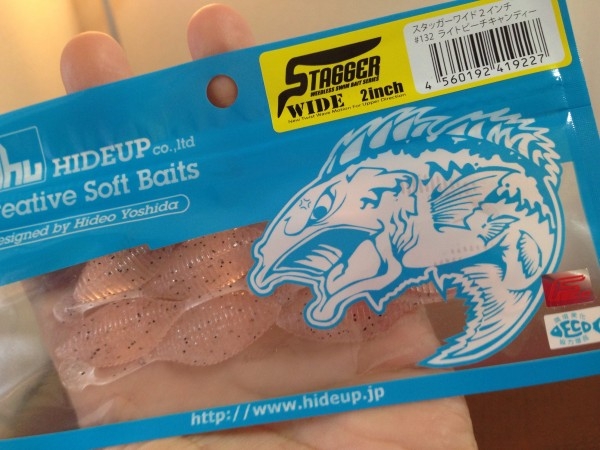 STAGGER
WEEDLESS SWIM BAIT SERIES
WIDE 2inch
New Twist Wave Motion For Upper Direction
スタッガーワイド2インチ
#132 ライトピーチキャンディー
4 560192 419227
HIDEUP co.,ltd
reative Soft Baits
esigned by Hideo Yoshida
http://www.hideup.jp